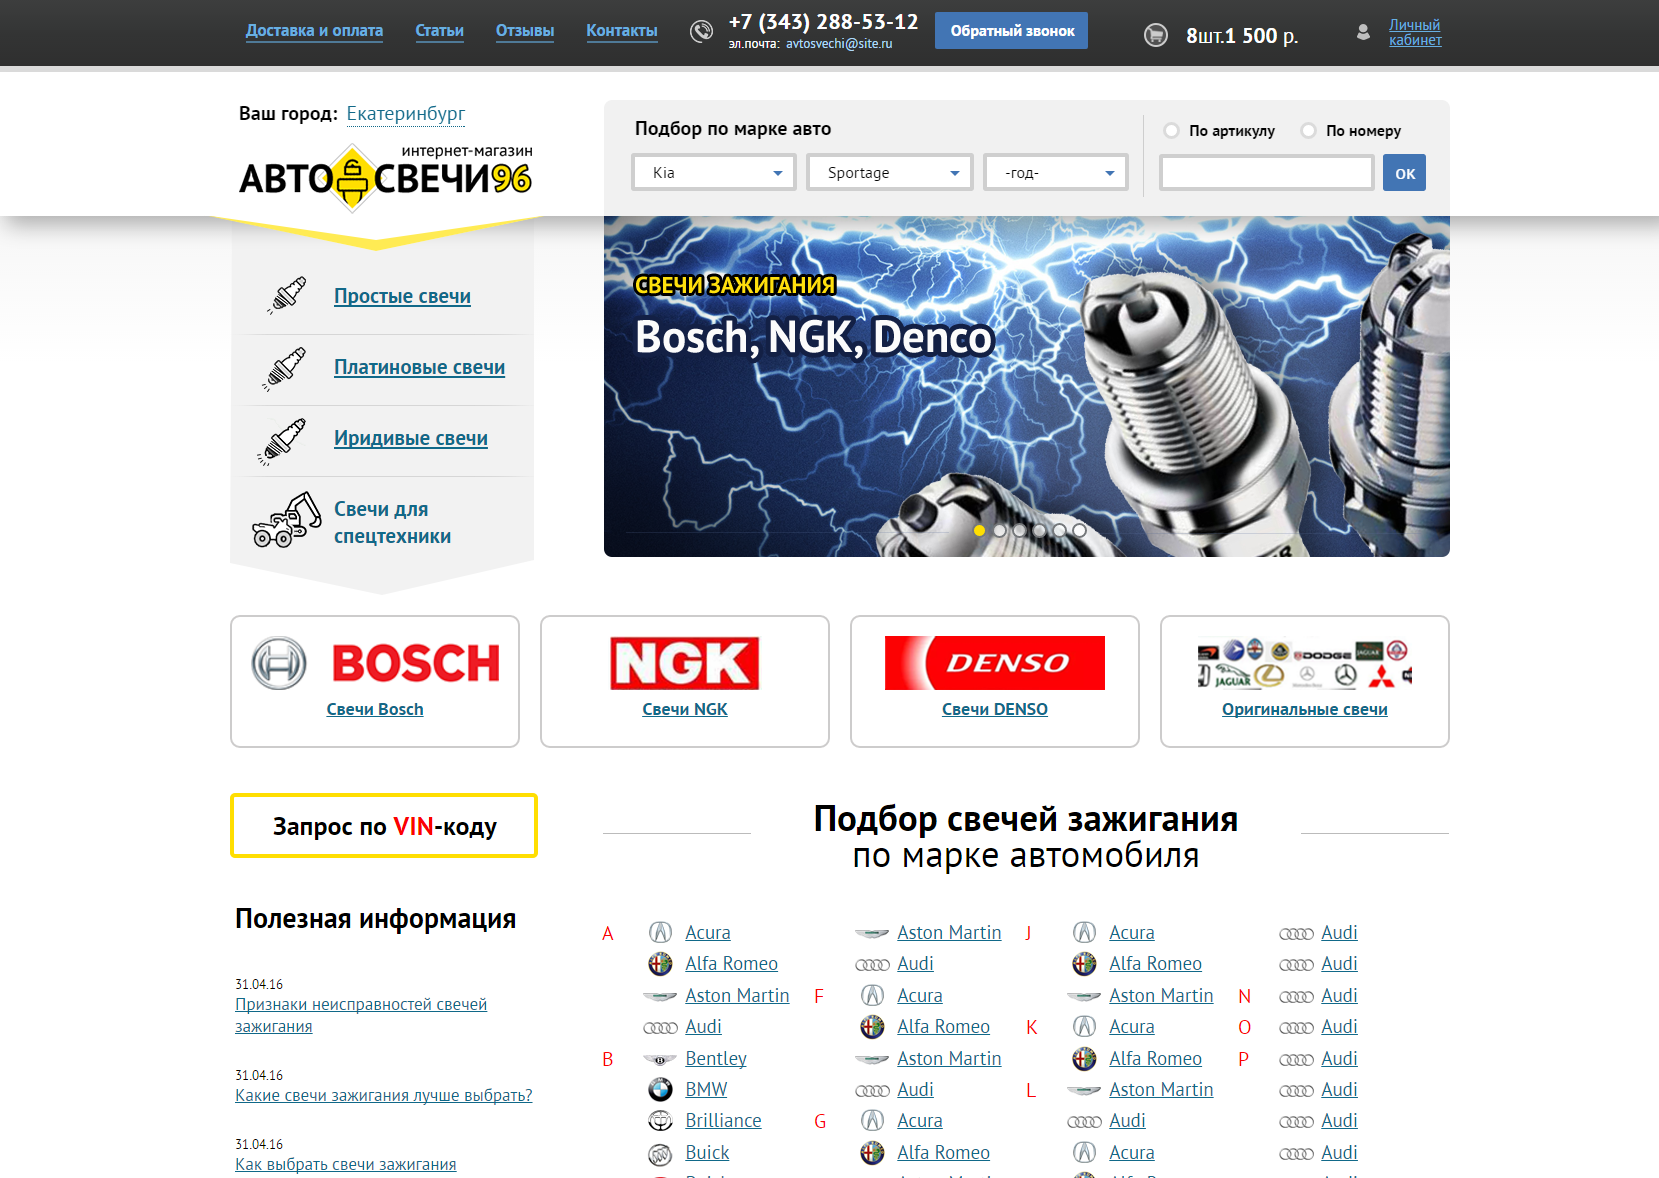 Доставка и оплата Статьи Отзывы Контакты +7 (343) 288-53-12 Обратный звонок 8шт.1 500 р. Личный
эл.почта: avtosvechi@site.ru кабинет
Ваш город: Екатеринбург
интернет-магазин
АВТО СВЕЧИ96
Подбор по марке авто По артикулу По номеру
Kia Sportage -год- OK
Простые свечи
Платиновые свечи
Иридивые свечи
Свечи для
спецтехники
СВЕЧИ ЗАЖИГАНИЯ
Bosch, NGK, Denco
BOSCH NGK DENSO DODGE JAGUAR JAGUAR
Свечи Bosch Свечи NGK Свечи DENSO Оригинальные свечи
Запрос по VIN-коду
Полезная информация
31.04.16
Признаки неисправностей свечей
зажигания
31.04.16
Какие свечи зажигания лучше выбрать?
31.04.16
Как выбрать свечи зажигания
Подбор свечей зажигания
по марке автомобиля
A Acura Aston Martin J Acura Audi
Alfa Romeo Audi Alfa Romeo Audi
Aston Martin F Acura Aston Martin N Audi
Audi Alfa Romeo K Acura O Audi
B Bentley Aston Martin Alfa Romeo P Audi
BMW Audi L Aston Martin Audi
Brilliance G Acura Audi Audi
Buick Alfa Romeo Acura Audi